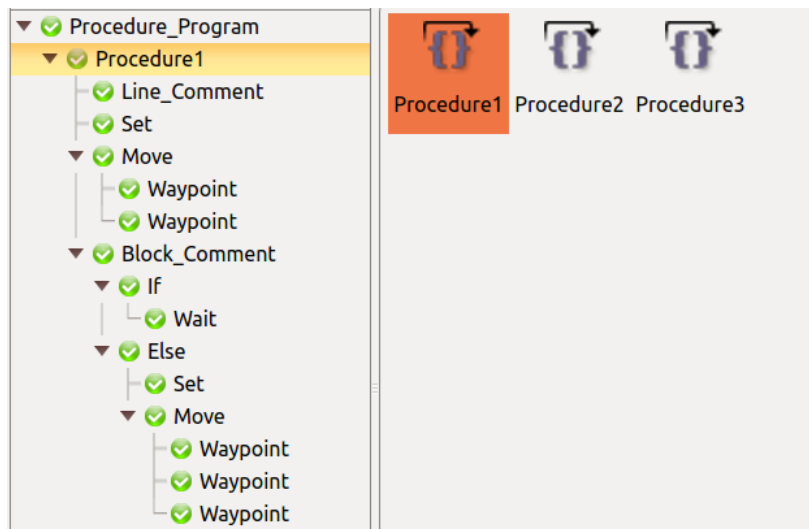 Procedure_Program
Procedure1
Line_Comment
Set
Move
Waypoint
Waypoint
Block_Comment
If
Wait
Else
Set
Move
Waypoint
Waypoint
Waypoint
Procedure1 Procedure2 Procedure3